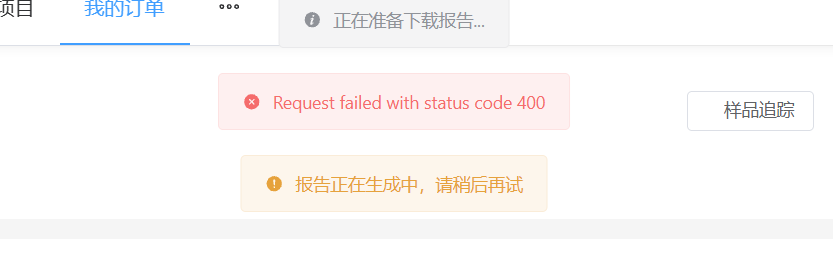 项目 我的订单 ••• 正在准备下载报告...
Request failed with status code 400
样品追踪
报告正在生成中，请稍后再试